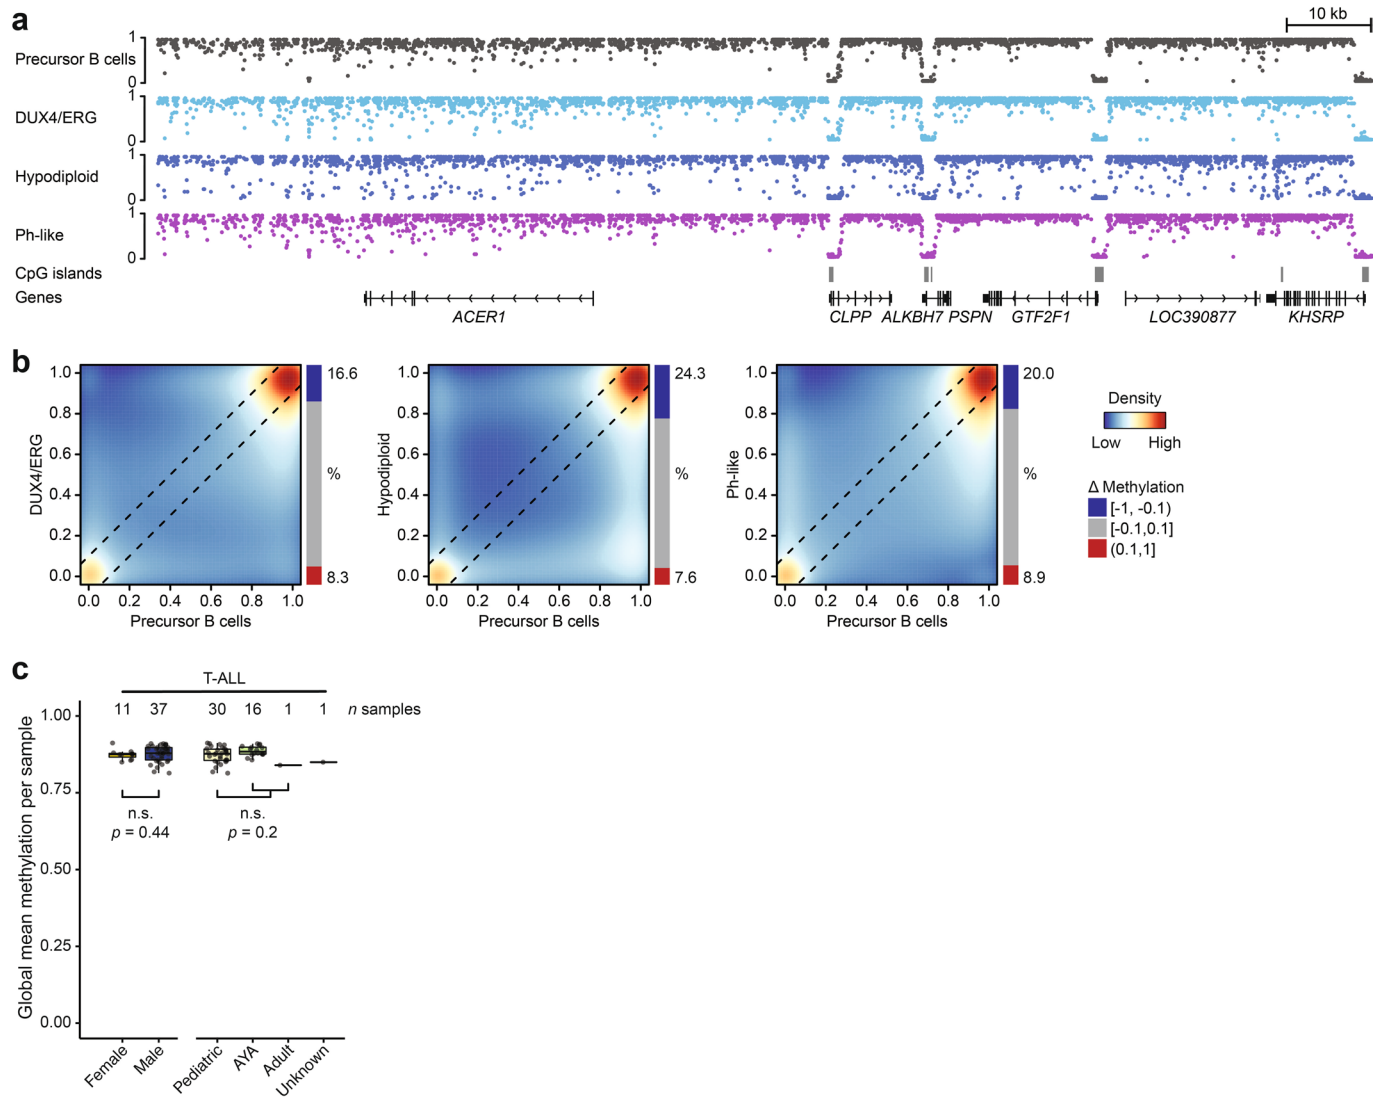 a
10 kb
Precursor B cells
1
0
DUX4/ERG
1
0
Hypodiploid
1
0
Ph-like
1
0
CpG islands
Genes
ACER1
CLPP ALKBH7 PSPN GTF2F1 LOC390877 KHSRP
b
DUX4/ERG
1.0
0.8
0.6
0.4
0.2
0.0
0.0 0.2 0.4 0.6 0.8 1.0
Precursor B cells
16.6
%
8.3
Hypodiploid
1.0
0.8
0.6
0.4
0.2
0.0
0.0 0.2 0.4 0.6 0.8 1.0
Precursor B cells
24.3
%
7.6
Ph-like
1.0
0.8
0.6
0.4
0.2
0.0
0.0 0.2 0.4 0.6 0.8 1.0
Precursor B cells
20.0
%
8.9
Density
Low High
Δ Methylation
[-1, -0.1)
[-0.1,0.1]
(0.1,1]
c
T-ALL
11 37 30 16 1 1 n samples
Global mean methylation per sample
1.00
0.75
0.50
0.25
0.00
n.s.
p = 0.44
n.s.
p = 0.2
Female
Male
Pediatric
AYA
Adult
Unknown